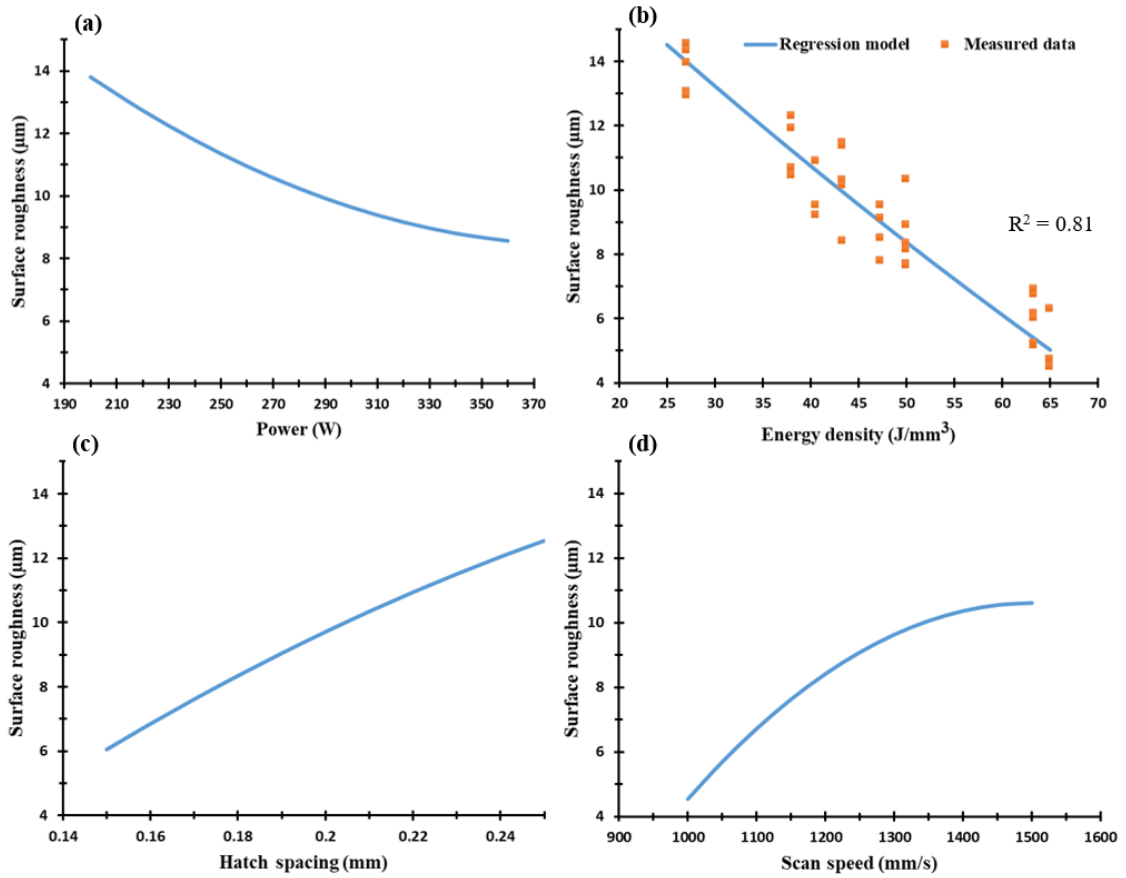 (a)
Surface roughness (µm)
14
12
10
8
6
4
190 210 230 250 270 290 310 330 350 370
Power (W)
(b)
Regression model Measured data
Surface roughness (µm)
14
12
10
8
6
4
R² = 0.81
20 25 30 35 40 45 50 55 60 65 70
Energy density (J/mm³)
(c)
Surface roughness (µm)
14
12
10
8
6
4
0.14 0.16 0.18 0.2 0.22 0.24
Hatch spacing (mm)
(d)
Surface roughness (µm)
14
12
10
8
6
4
900 1000 1100 1200 1300 1400 1500 1600
Scan speed (mm/s)